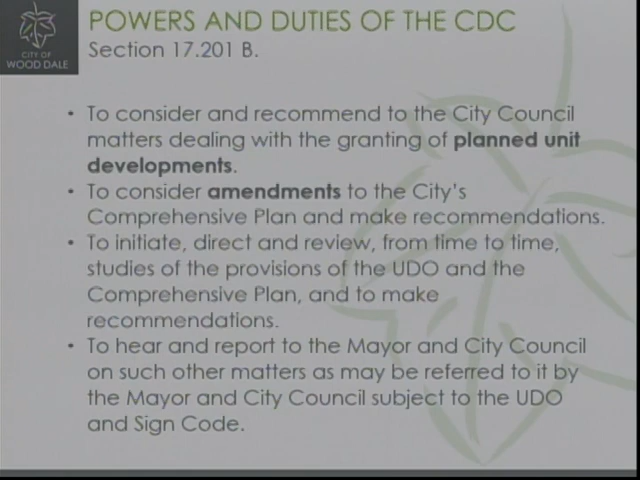 CITY OF
WOOD DALE
POWERS AND DUTIES OF THE CDC
Section 17.201 B.
• To consider and recommend to the City Council
matters dealing with the granting of planned unit
developments.
• To consider amendments to the City's
Comprehensive Plan and make recommendations.
• To initiate, direct and review, from time to time,
studies of the provisions of the UDO and the
Comprehensive Plan, and to make
recommendations.
• To hear and report to the Mayor and City Council
on such other matters as may be referred to it by
the Mayor and City Council subject to the UDO
and Sign Code.